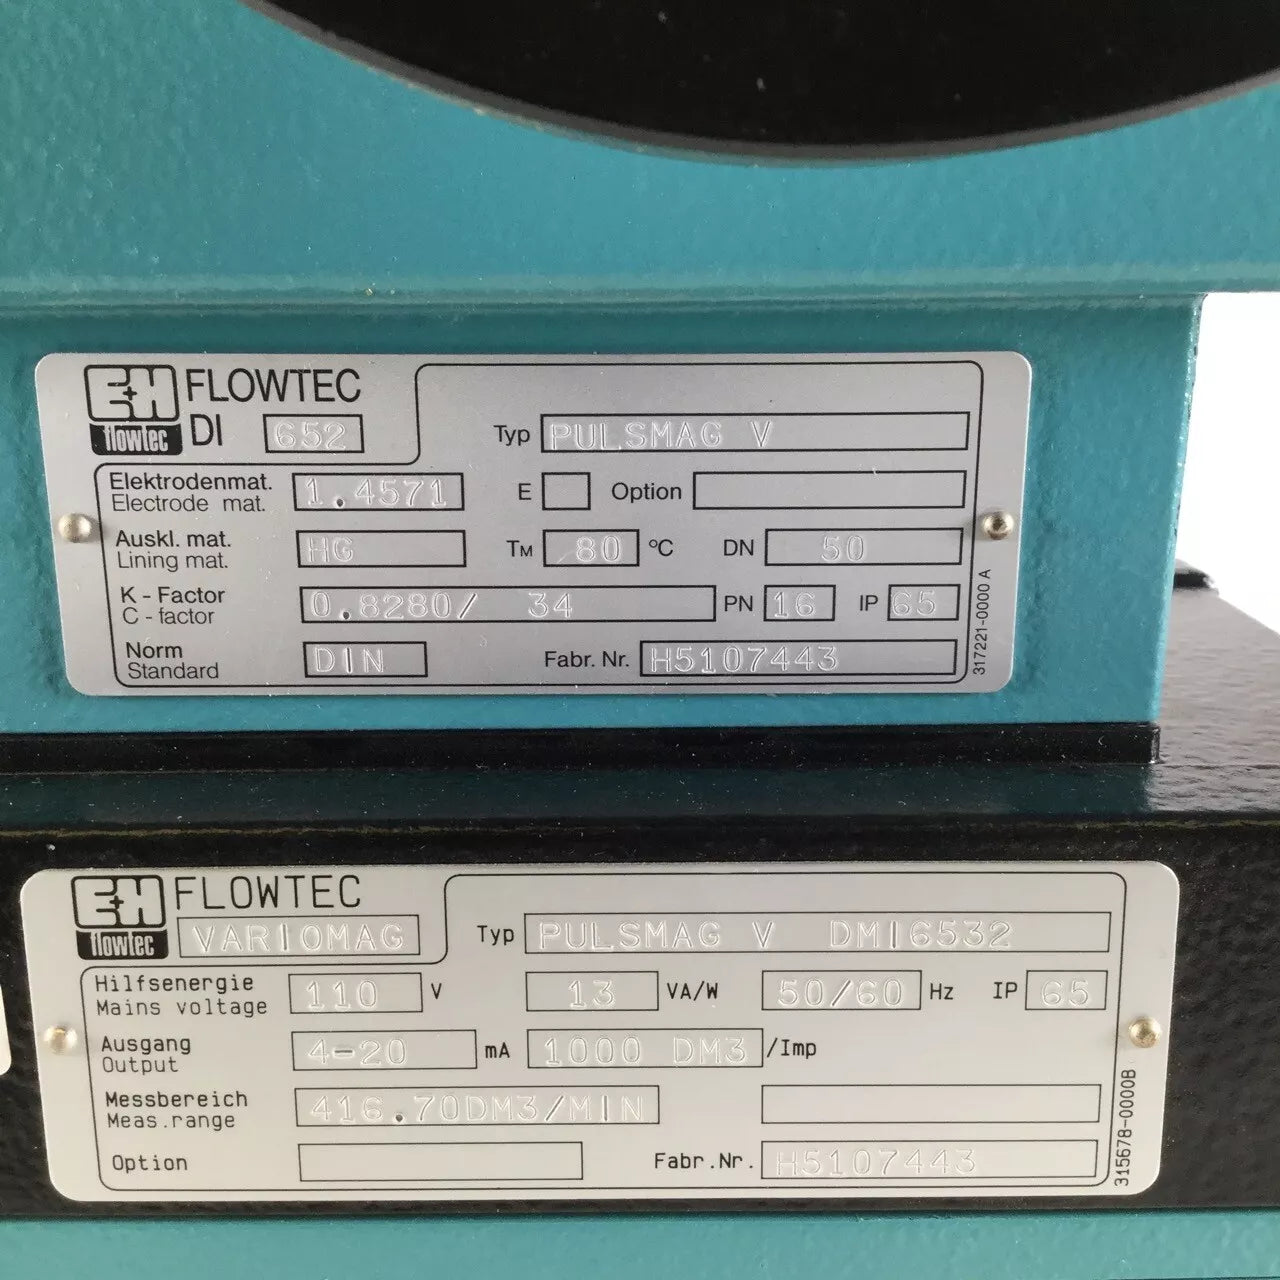 E+H FLOWTEC
flowtec DI 652 Typ PULSMAG V
Elektrodenmat. 1.4571 E Option
Electrode mat.
Auskl. mat. HG TM 80 °C DN 50
Lining mat.
K - Factor 0.8280/ 34 PN 16 IP 65
C - factor
Norm DIN Fabr. Nr. H5107443
Standard
317221-0000 A
E+H FLOWTEC
flowtec VARIOMAG Typ PULSMAG V DMI6532
Hilfsenergie 110 V 13 VA/W 50/60 Hz IP 65
Mains voltage
Ausgang 4-20 mA 1000 DM3 /Imp
Output
Messbereich 416.70DM3/MIN
Meas.range
Option Fabr.Nr. H5107443
315678-0000B